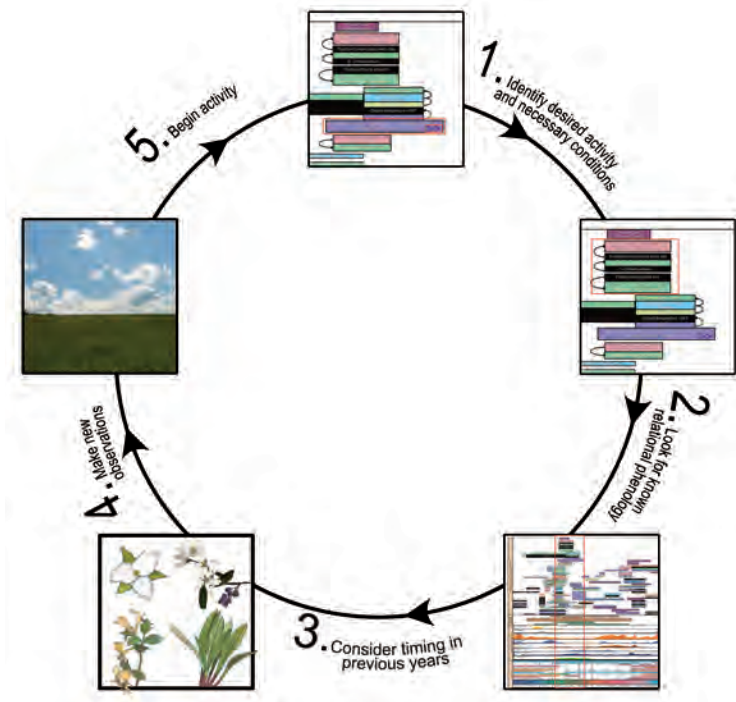 1. Identify desired activity
and necessary conditions
2. Look for known
relational phenology
3. Consider timing in
previous years
4. Make new
observations
5. Begin activity